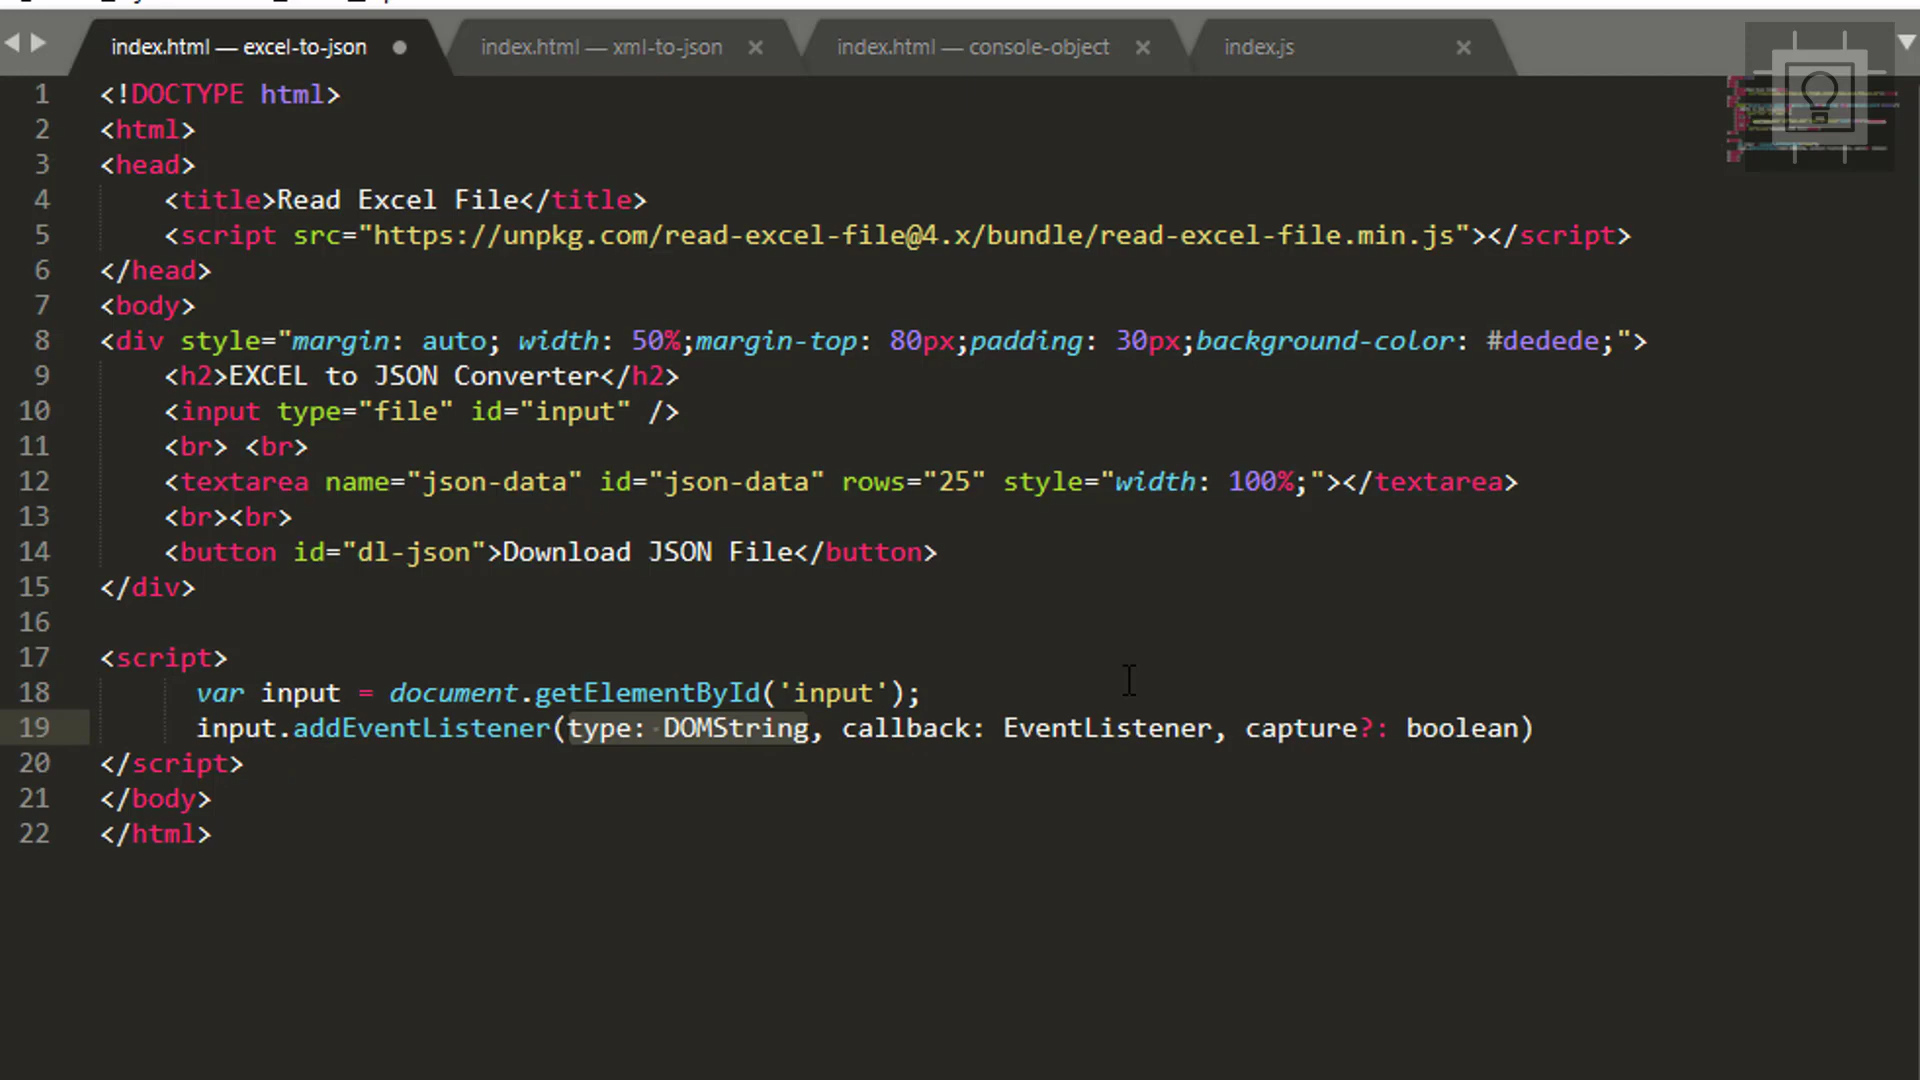 index.html — excel-to-json
index.html — xml-to-json
index.html — console-object
index.js
1 <!DOCTYPE html>
2 <html>
3 <head>
4 <title>Read Excel File</title>
5 <script src="https://unpkg.com/read-excel-file@4.x/bundle/read-excel-file.min.js"></script>
6 </head>
7 <body>
8 <div style="margin: auto; width: 50%;margin-top: 80px;padding: 30px;background-color: #dedede;">
9 <h2>EXCEL to JSON Converter</h2>
10 <input type="file" id="input" />
11 <br> <br>
12 <textarea name="json-data" id="json-data" rows="25" style="width: 100%;"></textarea>
13 <br><br>
14 <button id="dl-json">Download JSON File</button>
15 </div>
16
17 <script>
18 var input = document.getElementById('input');
19 input.addEventListener(type: DOMString, callback: EventListener, capture?: boolean)
20 </script>
21 </body>
22 </html>